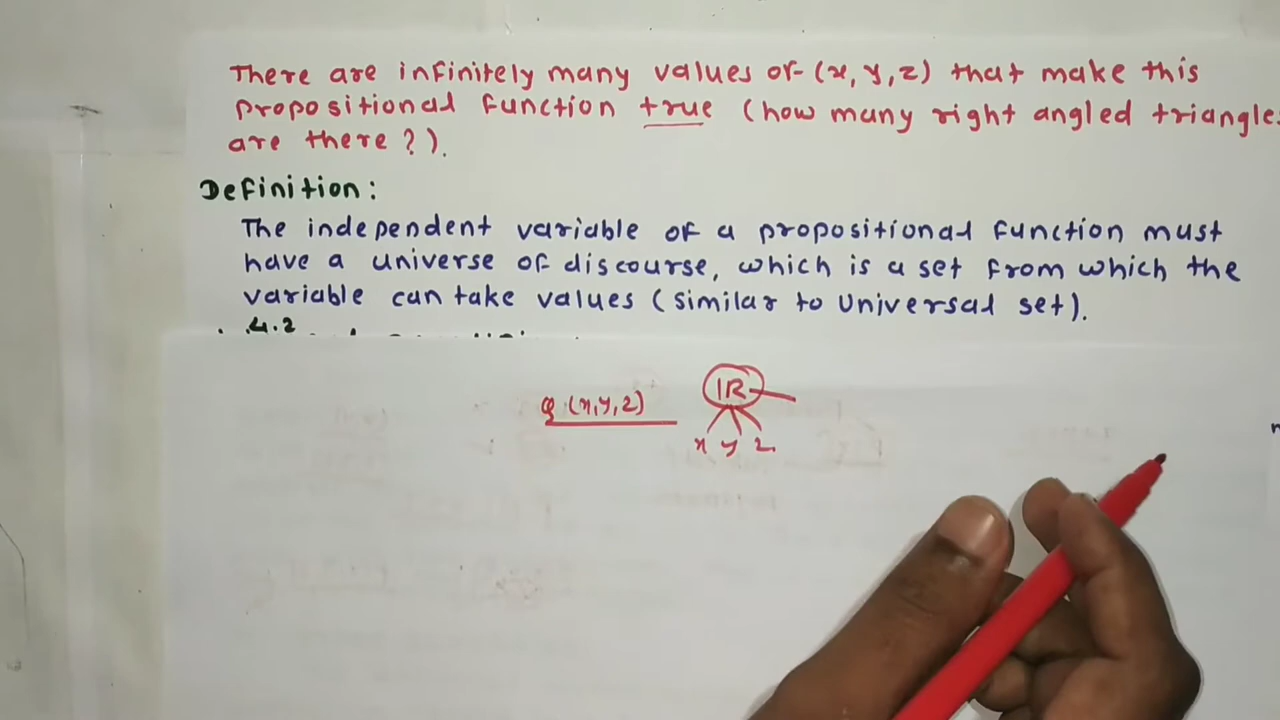 There are infinitely many values of (x, y, z) that make this
propositional function true (how many right angled triangles
are there?).
Definition:
The independent variable of a propositional function must
have a universe of discourse, which is a set from which the
variable can take values (similar to Universal set).
4.2
Q (x,y,z) IR
x y z